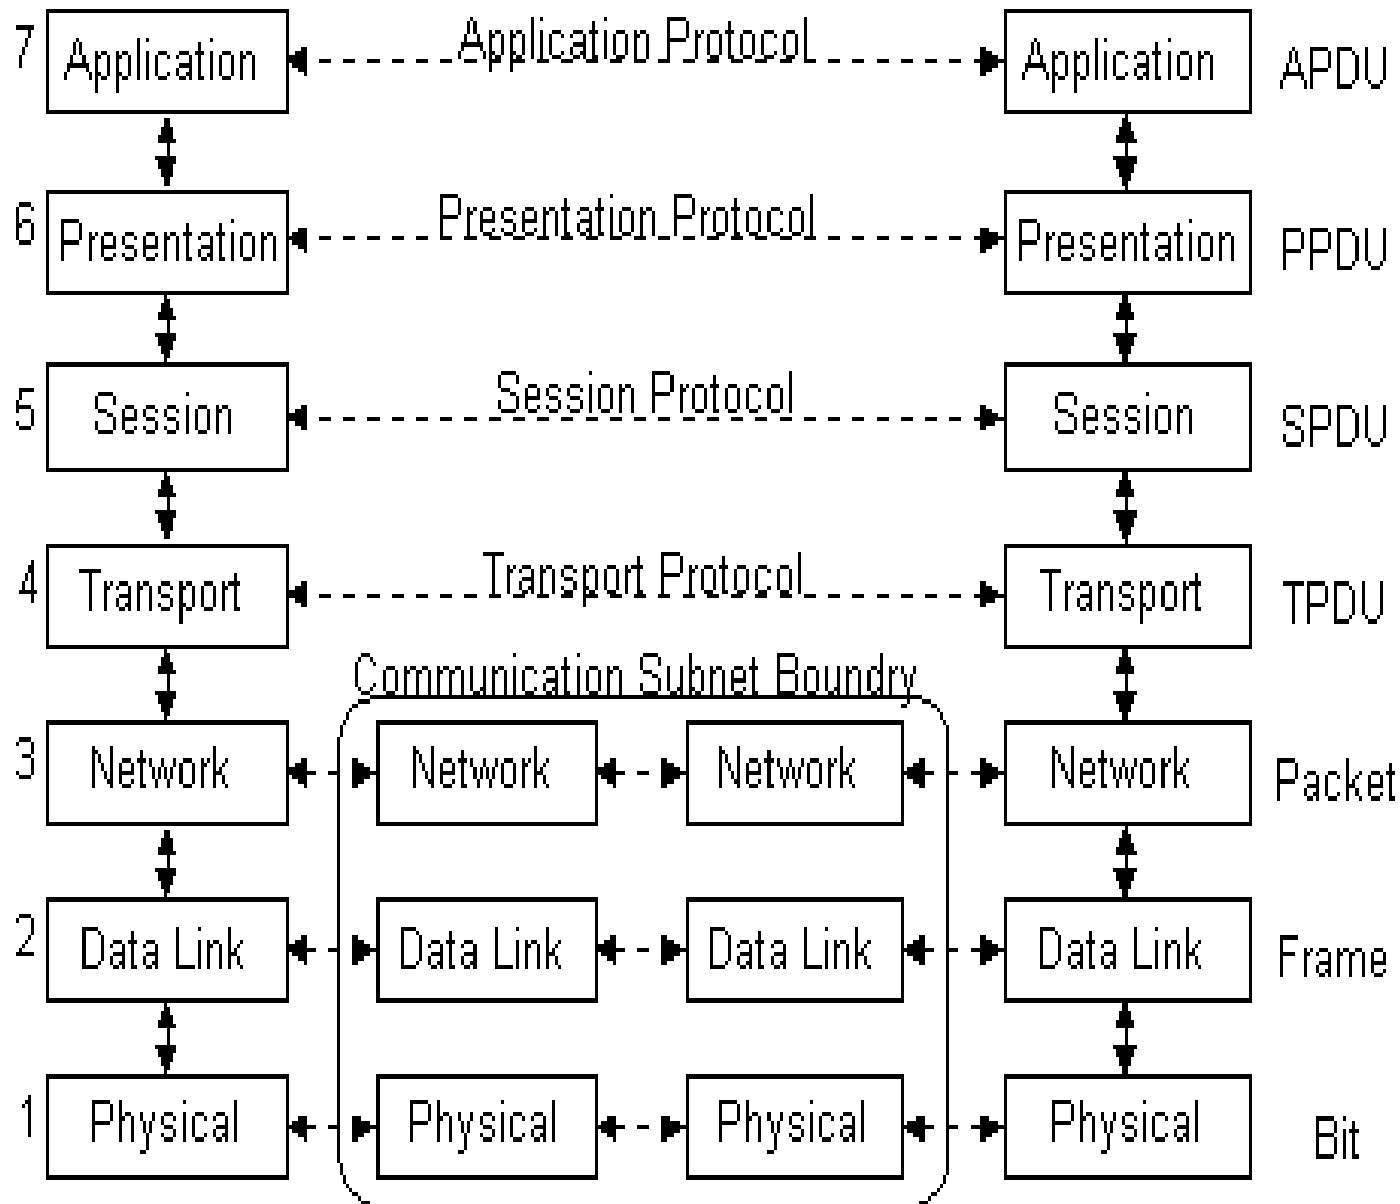 7 Application Application Protocol Application APDU
6 Presentation Presentation Protocol Presentation PPDU
5 Session Session Protocol Session SPDU
4 Transport Transport Protocol Transport TPDU
Communication Subnet Boundry
3 Network Network Network Network Packet
2 Data Link Data Link Data Link Data Link Frame
1 Physical Physical Physical Physical Bit